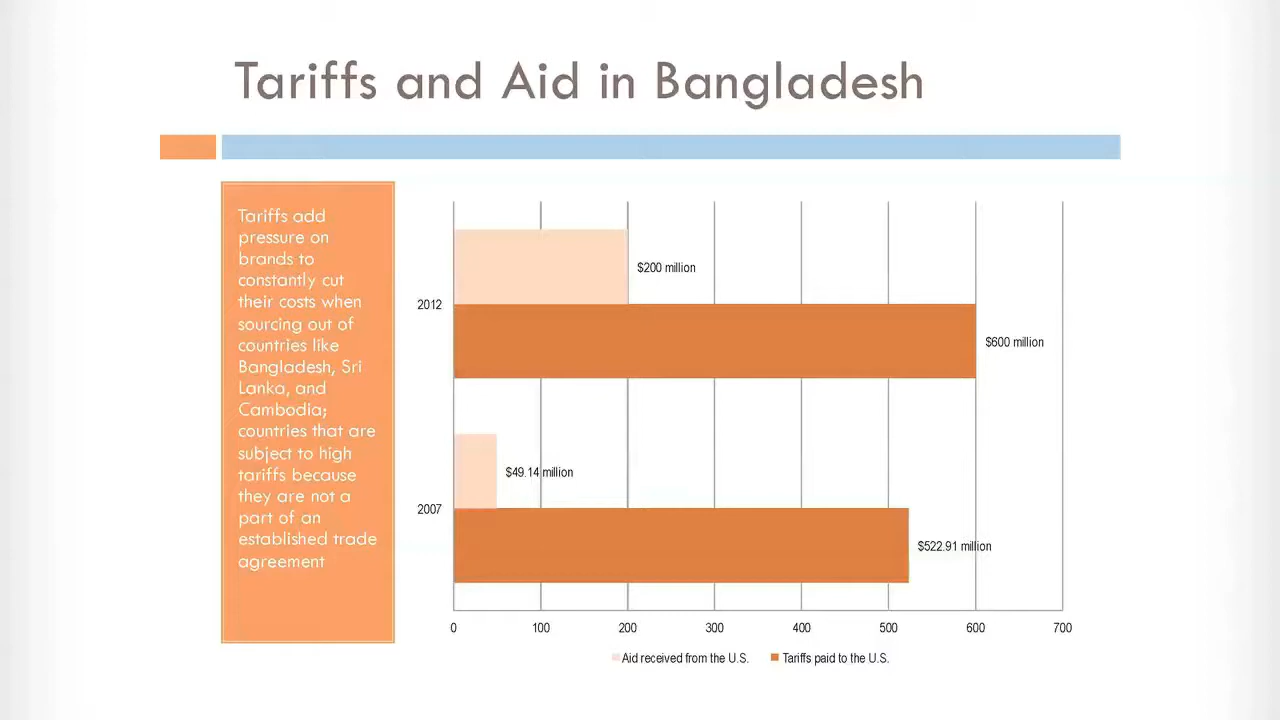 Tariffs and Aid in Bangladesh
Tariffs add
pressure on
brands to
constantly cut
their costs when
sourcing out of
countries like
Bangladesh, Sri
Lanka, and
Cambodia;
countries that are
subject to high
tariffs because
they are not a
part of an
established trade
agreement
$200 million
2012
$600 million
$49.14 million
2007
$522.91 million
0 100 200 300 400 500 600 700
Aid received from the U.S. Tariffs paid to the U.S.